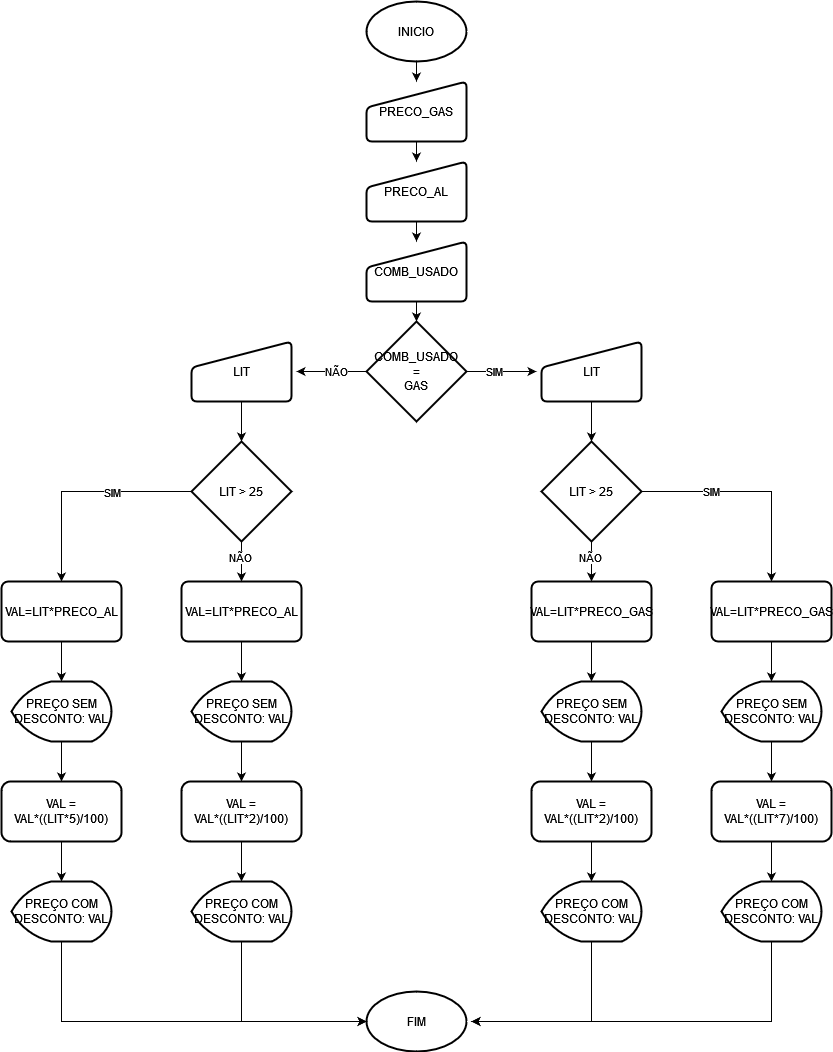 INICIO
PRECO_GAS
PRECO_AL
COMB_USADO
COMB_USADO
=
GAS
NÃO
SIM
LIT
LIT
LIT > 25
LIT > 25
SIM
NÃO
NÃO
SIM
VAL=LIT*PRECO_AL
VAL=LIT*PRECO_AL
VAL=LIT*PRECO_GAS
VAL=LIT*PRECO_GAS
PREÇO SEM
DESCONTO: VAL
PREÇO SEM
DESCONTO: VAL
PREÇO SEM
DESCONTO: VAL
PREÇO SEM
DESCONTO: VAL
VAL =
VAL*((LIT*5)/100)
VAL =
VAL*((LIT*2)/100)
VAL =
VAL*((LIT*2)/100)
VAL =
VAL*((LIT*7)/100)
PREÇO COM
DESCONTO: VAL
PREÇO COM
DESCONTO: VAL
PREÇO COM
DESCONTO: VAL
PREÇO COM
DESCONTO: VAL
FIM